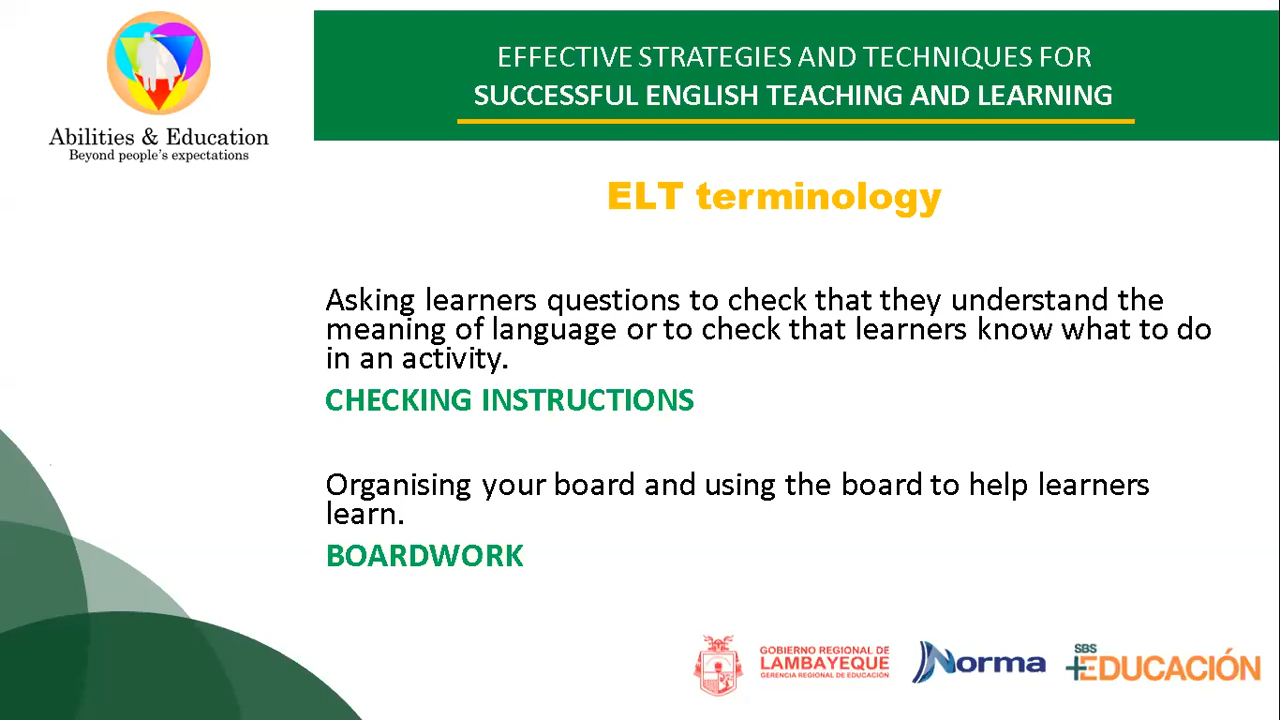 EFFECTIVE STRATEGIES AND TECHNIQUES FOR
SUCCESSFUL ENGLISH TEACHING AND LEARNING
Abilities & Education
Beyond people's expectations
ELT terminology
Asking learners questions to check that they understand the
meaning of language or to check that learners know what to do
in an activity.
CHECKING INSTRUCTIONS
Organising your board and using the board to help learners
learn.
BOARDWORK
GOBIERNO REGIONAL DE
LAMBAYEQUE
GERENCIA REGIONAL DE EDUCACIÓN
Norma
SBS
+EDUCACIÓN